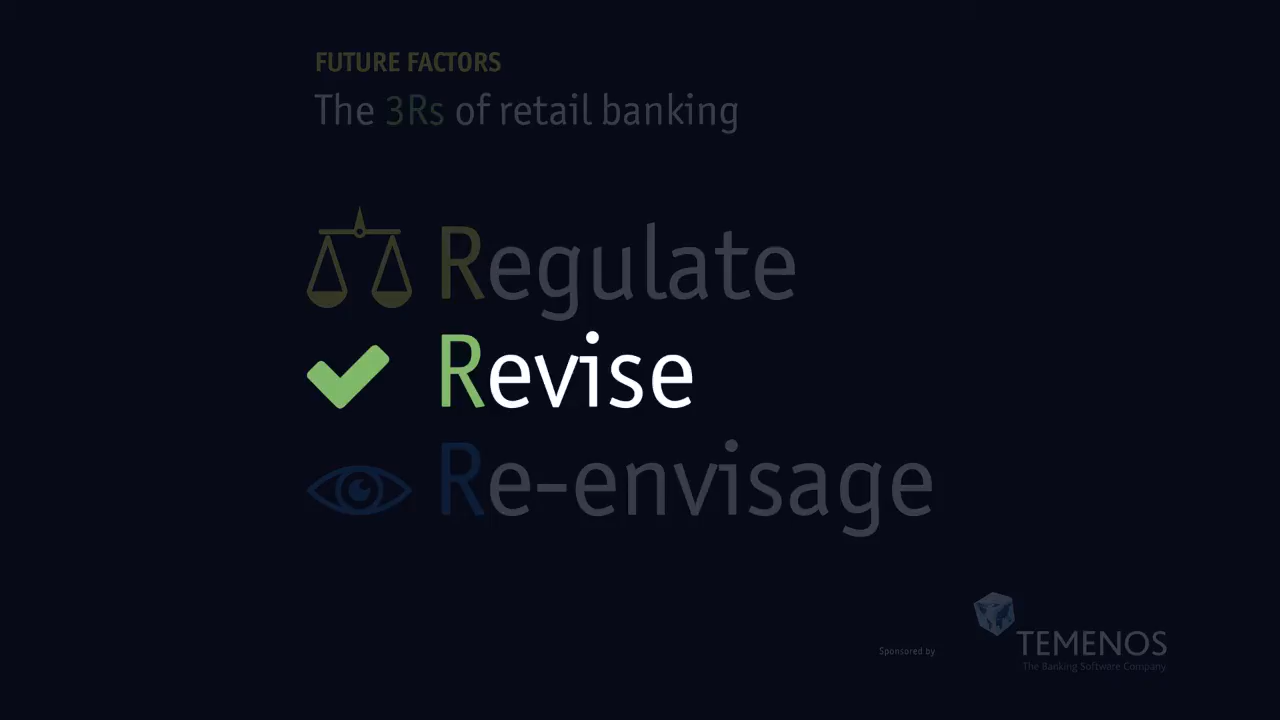 FUTURE FACTORS
The 3Rs of retail banking
Regulate
Revise
Re-envisage
Sponsored by
TEMENOS
The Banking Software Company